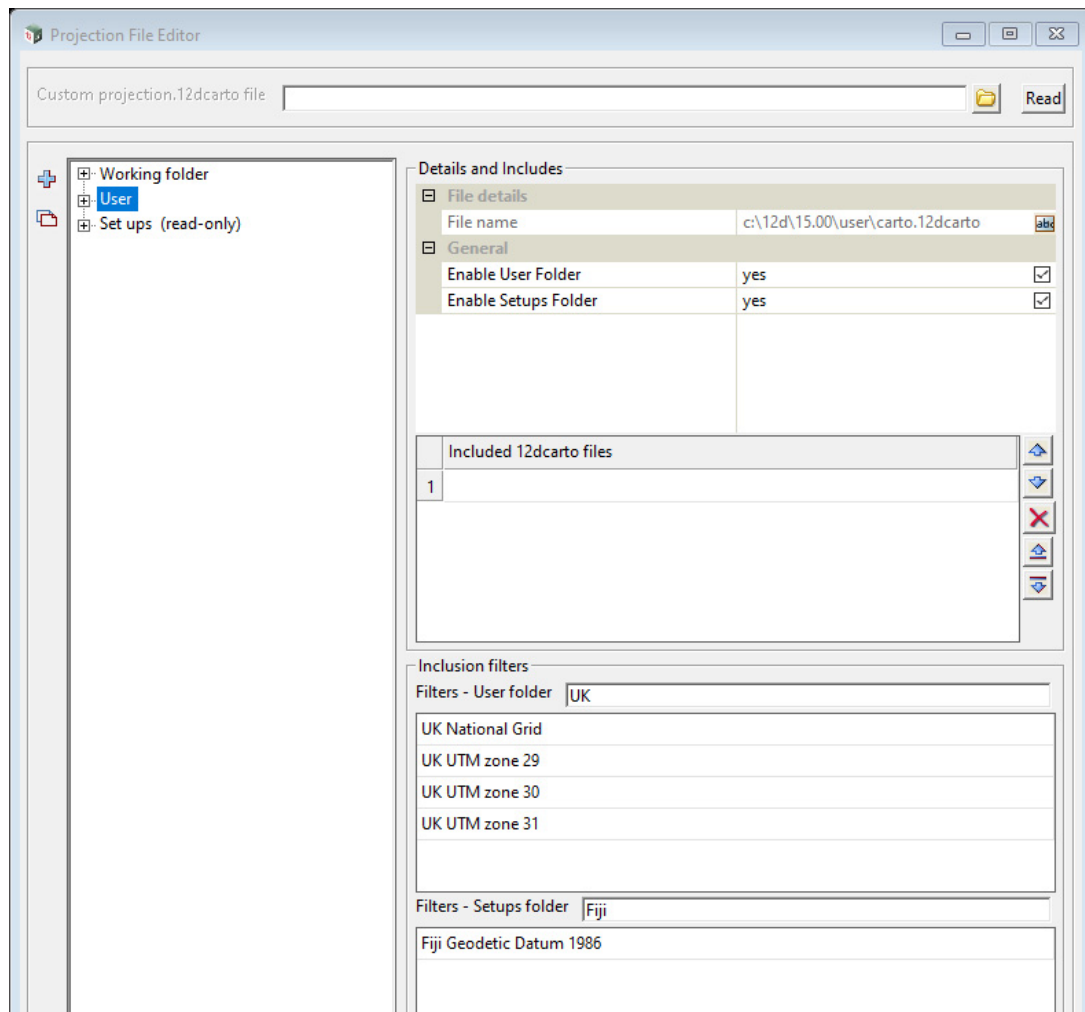 Projection File Editor
Custom projection.12dcarto file
Read
Working folder
User
Set ups (read-only)
Details and Includes
File details
File name c:\12d\15.00\user\carto.12dcarto abc
General
Enable User Folder yes
Enable Setups Folder yes
Included 12dcarto files
1
Inclusion filters
Filters - User folder UK
UK National Grid
UK UTM zone 29
UK UTM zone 30
UK UTM zone 31
Filters - Setups folder Fiji
Fiji Geodetic Datum 1986